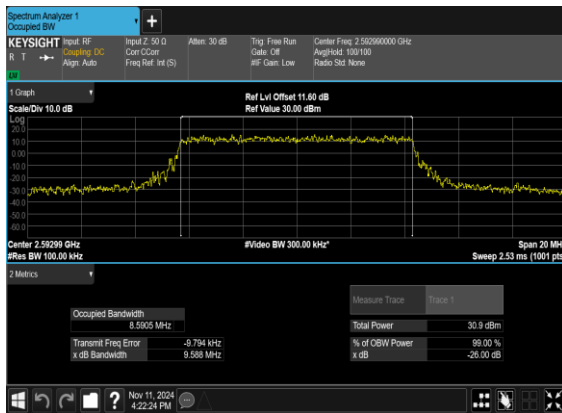 Spectrum Analyzer 1
Occupied BW
+
KEYSIGHT Input: RF Input Z: 50 Ω Atten: 30 dB Trig: Free Run Center Freq: 2.592990000 GHz
R T Coupling: DC Corr CCorr Gate: Off Avg|Hold: 100/100
Align: Auto Freq Ref: Int (S) #IF Gain: Low Radio Std: None
1 Graph
Ref Lvl Offset 11.60 dB
Scale/Div 10.0 dB Ref Value 30.00 dBm
Log
20.0
10.0
0.00
-10.0
-20.0
-30.0
-40.0
-50.0
-60.0
Center 2.59299 GHz #Video BW 300.00 kHz* Span 20 MH
#Res BW 100.00 kHz Sweep 2.53 ms (1001 pts
2 Metrics
Measure Trace Trace 1
Occupied Bandwidth
8.5905 MHz Total Power 30.9 dBm
Transmit Freq Error -9.794 kHz % of OBW Power 99.00 %
x dB Bandwidth 9.588 MHz x dB -26.00 dB
? Nov 11, 2024
4:22:24 PM